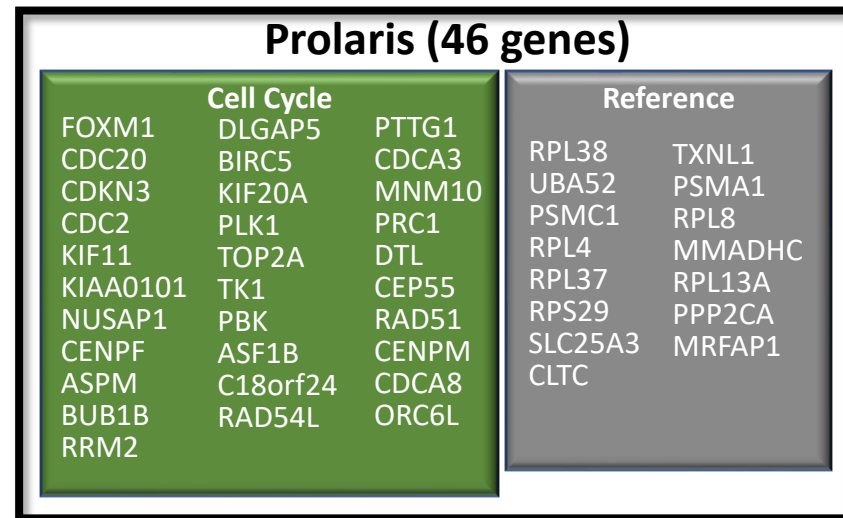 Prolaris (46 genes)
Cell Cycle
FOXM1
CDC20
CDKN3
CDC2
KIF11
KIAA0101
NUSAP1
CENPF
ASPM
BUB1B
RRM2
DLGAP5
BIRC5
KIF20A
PLK1
TOP2A
TK1
PBK
ASF1B
C18orf24
RAD54L
PTTG1
CDCA3
MNM10
PRC1
DTL
CEP55
RAD51
CENPM
CDCA8
ORC6L
Reference
RPL38
UBA52
PSMC1
RPL4
RPL37
RPS29
SLC25A3
CLTC
TXNL1
PSMA1
RPL8
MMADHC
RPL13A
PPP2CA
MRFAP1